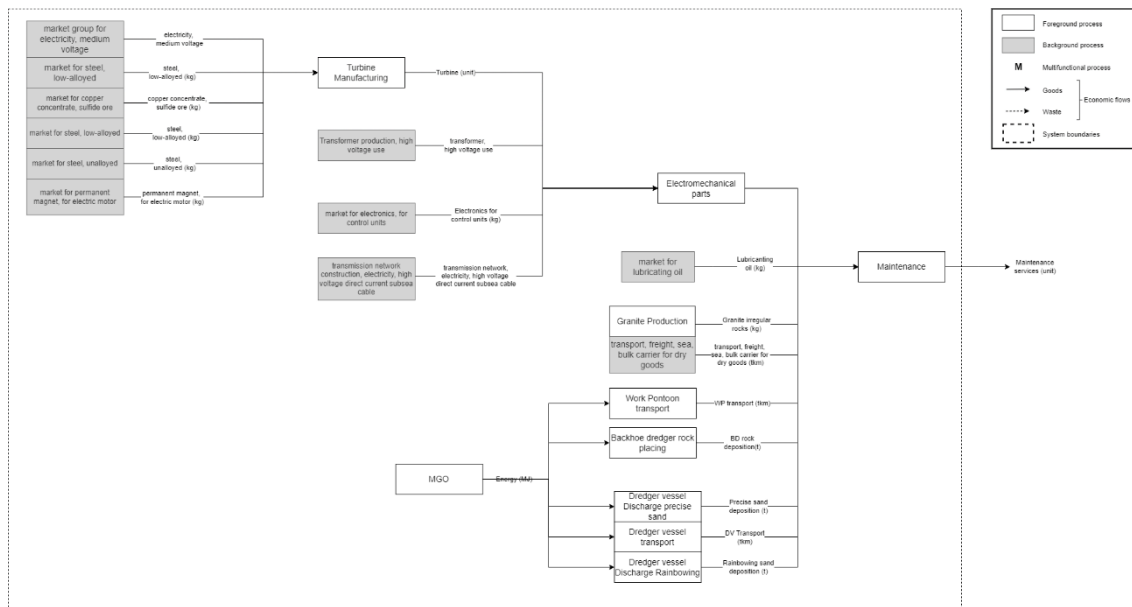 market group for
electricity, medium
voltage
electricity,
medium voltage
market for steel,
low-alloyed
steel,
low-alloyed (kg)
market for copper
concentrate, sulfide ore
copper concentrate,
sulfide ore (kg)
market for steel, low-alloyed
steel,
low-alloyed (kg)
market for steel, unalloyed
steel,
unalloyed (kg)
market for permanent
magnet, for electric motor
permanent magnet,
for electric motor (kg)
Turbine
Manufacturing
Turbine (unit)
Transformer production, high
voltage use
transformer,
high voltage use
market for electronics, for
control units
Electronics for
control units (kg)
transmission network
construction, electricity, high
voltage direct current subsea
cable
transmission network,
electricity, high voltage
direct current subsea cable
Electromechanical
parts
market for
lubricating oil
Lubricanting
oil (kg)
Maintenance
Maintenance
services (unit)
Granite Production
Granite irregular
rocks (kg)
transport, freight, sea,
bulk carrier for dry
goods
transport, freight,
sea, bulk carrier for
dry goods (tkm)
Work Pontoon
transport
WP transport (tkm)
Backhoe dredger rock
placing
BD rock
deposition(t)
MGO
Energy (MJ)
Dredger vessel
Discharge precise
sand
Precise sand
deposition (t)
Dredger vessel
transport
DV Transport
(tkm)
Dredger vessel
Discharge Rainbowing
Rainbowing sand
deposition (t)
Foreground process
Background process
M
Multifunctional process
Goods
Economic flows
Waste
System boundaries